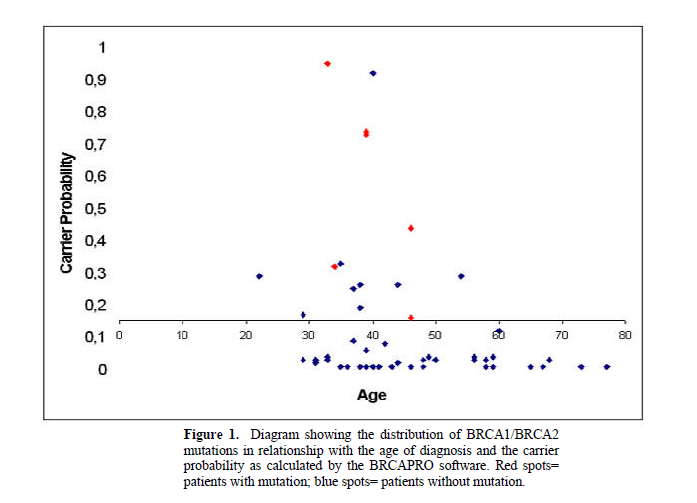 1
0,9
0,8
0,7
0,6
0,5
0,4
0,3
0,2
0,1
0
Carrier Probability
0 10 20 30 40 50 60 70 80
Age
Figure 1. Diagram showing the distribution of BRCA1/BRCA2
mutations in relationship with the age of diagnosis and the carrier
probability as calculated by the BRCAPRO software. Red spots=
patients with mutation; blue spots= patients without mutation.